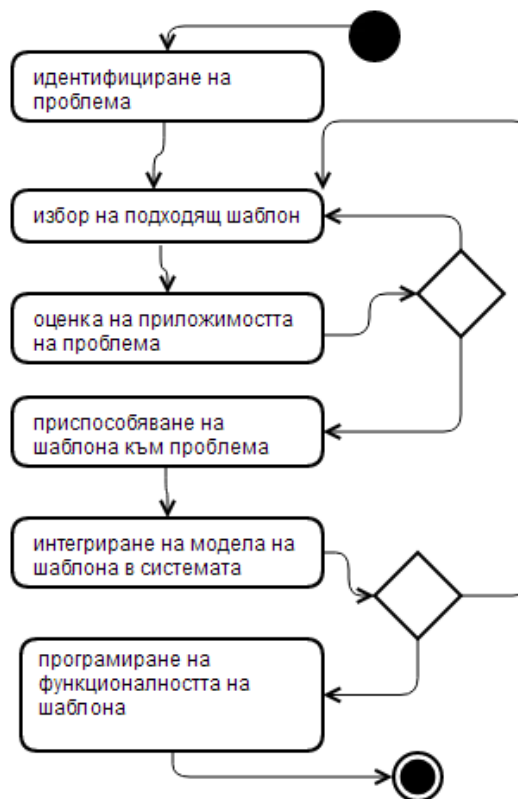 идентифициране на
проблема
избор на подходящ шаблон
оценка на приложимостта
на проблема
приспособяване на
шаблона към проблема
интегриране на модела на
шаблона в системата
програмиране на
функционалността на
шаблона